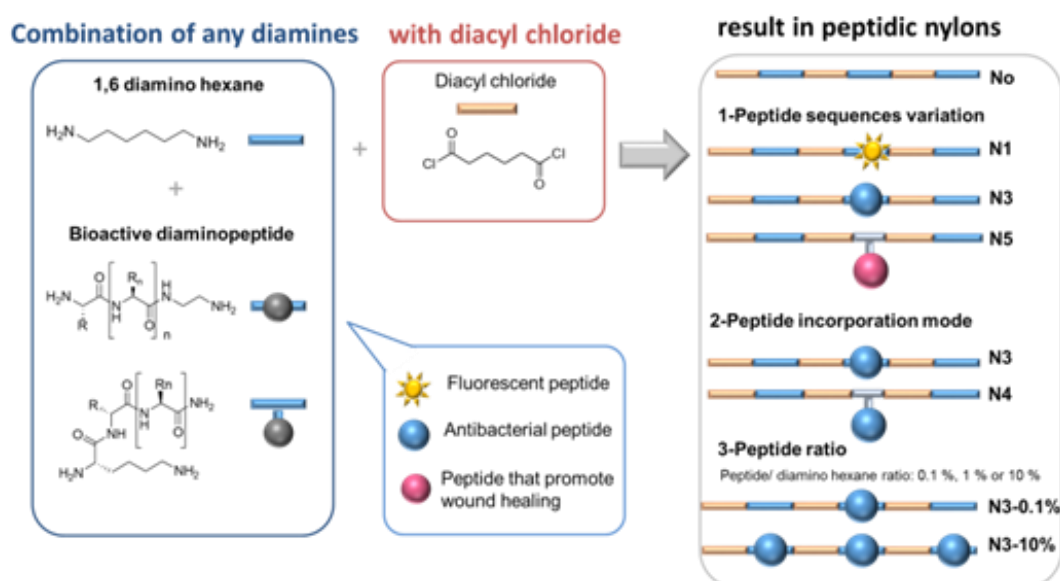 Combination of any diamines
with diacyl chloride
result in peptidic nylons
1,6 diamino hexane
H₂N
NH₂
+
Bioactive diaminopeptide
H₂N
O
R
N
H
Rn
O
n
H
N
NH₂
R
O
NH
O
H₂N
H
N
Rn
O
NH₂
NH₂
+
Diacyl chloride
O
Cl
Cl
O
Fluorescent peptide
Antibacterial peptide
Peptide that promote
wound healing
No
1-Peptide sequences variation
N1
N3
N5
2-Peptide incorporation mode
N3
N4
3-Peptide ratio
Peptide/ diamino hexane ratio: 0.1 %, 1 % or 10 %
N3-0.1%
N3-10%